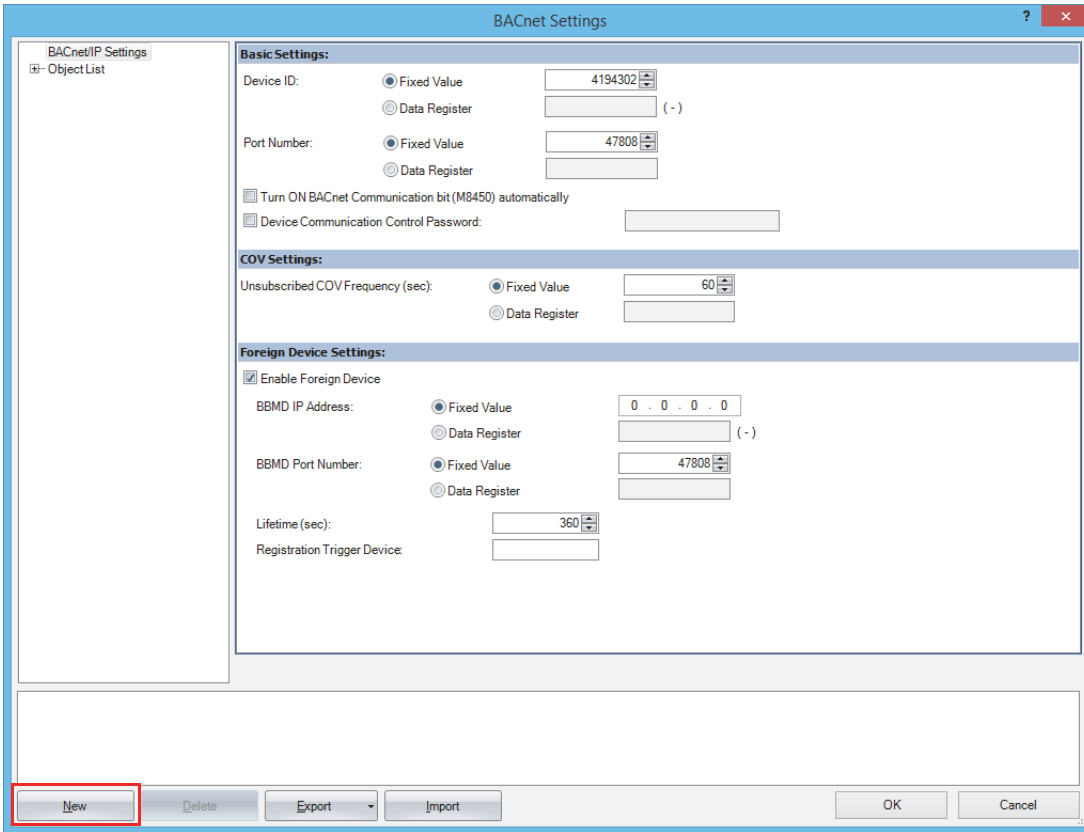 BACnet Settings
? ×
BACnet/IP Settings
Object List
Basic Settings:
Device ID: Fixed Value 4194302
Data Register (-)
Port Number: Fixed Value 47808
Data Register
Turn ON BACnet Communication bit (M8450) automatically
Device Communication Control Password:
COV Settings:
Unsubscribed COV Frequency (sec): Fixed Value 60
Data Register
Foreign Device Settings:
Enable Foreign Device
BBMD IP Address: Fixed Value 0 . 0 . 0 . 0
Data Register (-)
BBMD Port Number: Fixed Value 47808
Data Register
Lifetime (sec): 360
Registration Trigger Device:
New Delete Export Import OK Cancel